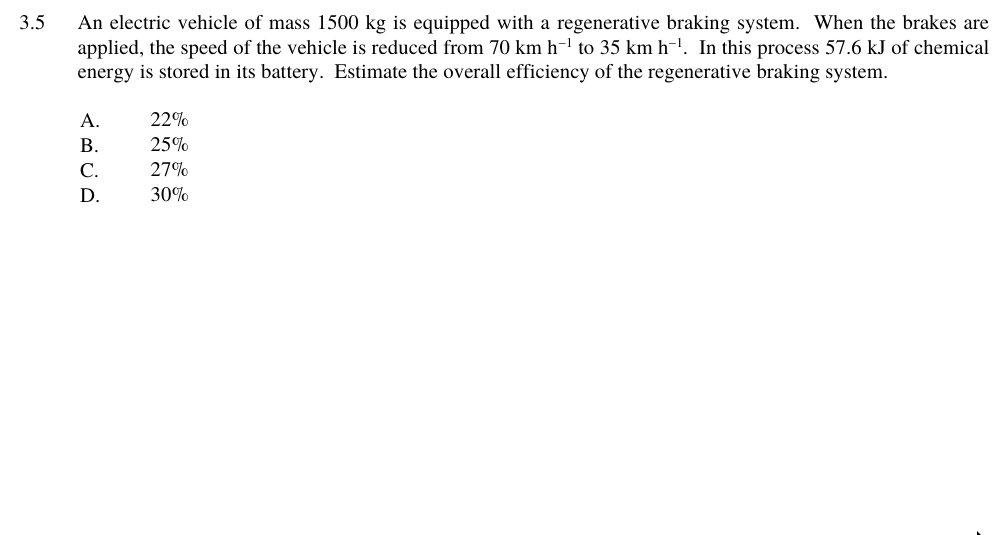 3.5 An electric vehicle of mass 1500 kg is equipped with a regenerative braking system. When the brakes are
applied, the speed of the vehicle is reduced from 70 km h⁻¹ to 35 km h⁻¹. In this process 57.6 kJ of chemical
energy is stored in its battery. Estimate the overall efficiency of the regenerative braking system.
A. 22%
B. 25%
C. 27%
D. 30%